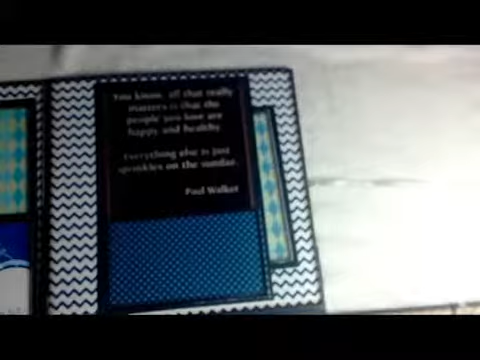 You know, all that really
matters is that the
people you love are
happy and healthy.
Everything else is just
sprinkles on the sundae.
Paul Walker